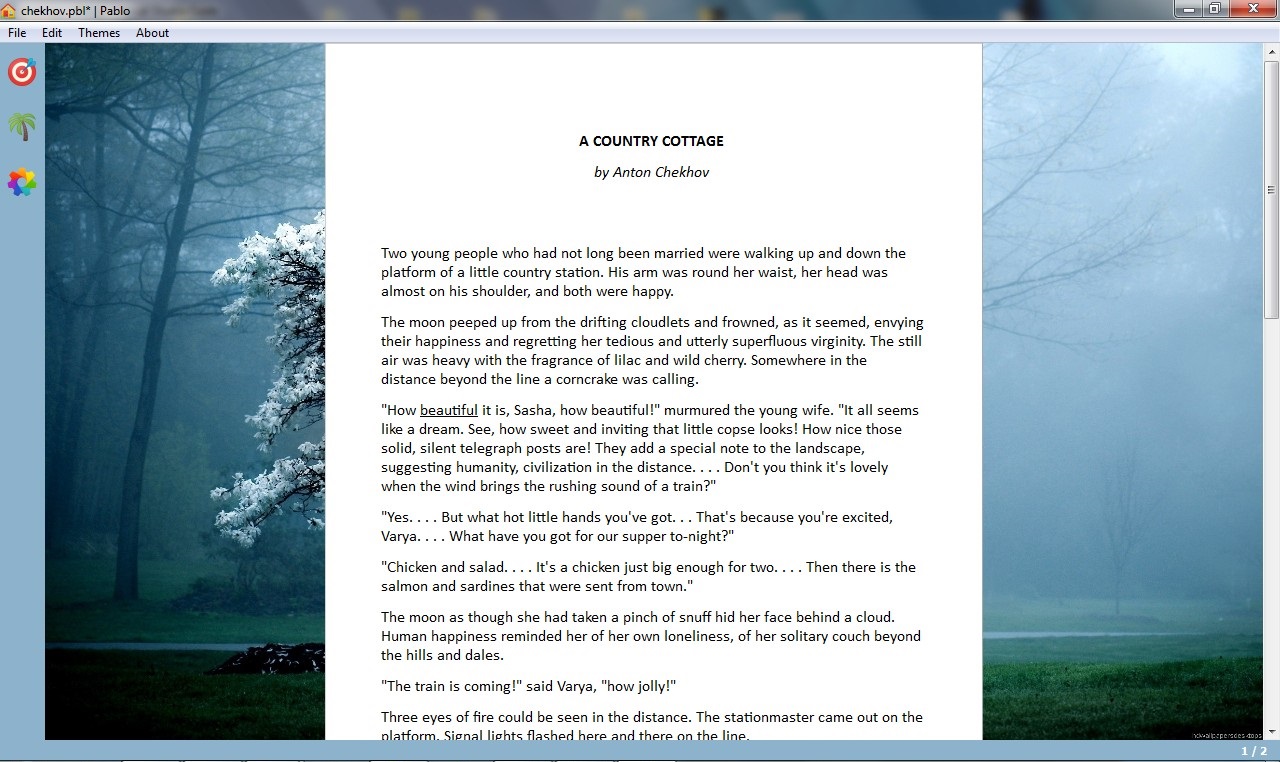 chekhov.pbl* | Pablo
File Edit Themes About
A COUNTRY COTTAGE
by Anton Chekhov
Two young people who had not long been married were walking up and down the
platform of a little country station. His arm was round her waist, her head was
almost on his shoulder, and both were happy.
The moon peeped up from the drifting cloudlets and frowned, as it seemed, envying
their happiness and regretting her tedious and utterly superfluous virginity. The still
air was heavy with the fragrance of lilac and wild cherry. Somewhere in the
distance beyond the line a corncrake was calling.
"How beautiful it is, Sasha, how beautiful!" murmured the young wife. "It all seems
like a dream. See, how sweet and inviting that little copse looks! How nice those
solid, silent telegraph posts are! They add a special note to the landscape,
suggesting humanity, civilization in the distance. . . . Don't you think it's lovely
when the wind brings the rushing sound of a train?"
"Yes. . . . But what hot little hands you've got. . . That's because you're excited,
Varya. . . . What have you got for our supper to-night?"
"Chicken and salad. . . . It's a chicken just big enough for two. . . . Then there is the
salmon and sardines that were sent from town."
The moon as though she had taken a pinch of snuff hid her face behind a cloud.
Human happiness reminded her of her own loneliness, of her solitary couch beyond
the hills and dales.
"The train is coming!" said Varya, "how jolly!"
Three eyes of fire could be seen in the distance. The stationmaster came out on the
platform. Signal lights flashed here and there on the line.
1 / 2